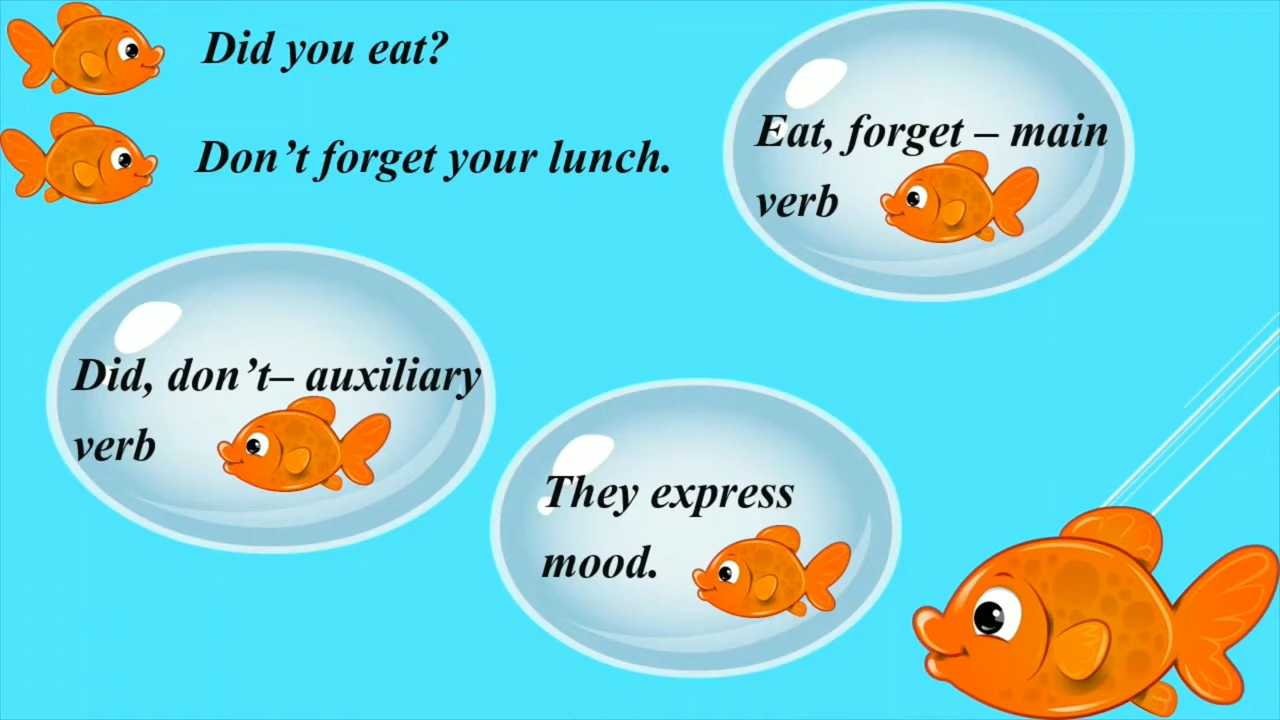 Did you eat?
Don’t forget your lunch.
Eat, forget – main
verb
Did, don’t– auxiliary
verb
They express
mood.